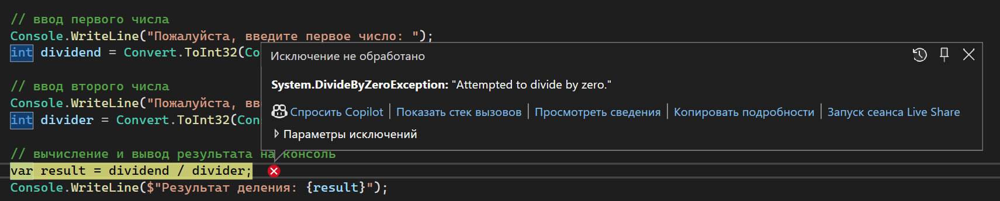 // ввод первого числа
Console.WriteLine("Пожалуйста, введите первое число: ");
int dividend = Convert.ToInt32(Co
Исключение не обработано
System.DivideByZeroException: "Attempted to divide by zero."
// ввод второго числа
Console.WriteLine("Пожалуйста, вв
Спросить Copilot | Показать стек вызовов | Просмотреть сведения | Копировать подробности | Запуск сеанса Live Share
int divider = Convert.ToInt32(Con
Параметры исключений
// вычисление и вывод результата на консоль
var result = dividend / divider;
Console.WriteLine($"Результат деления: {result}");